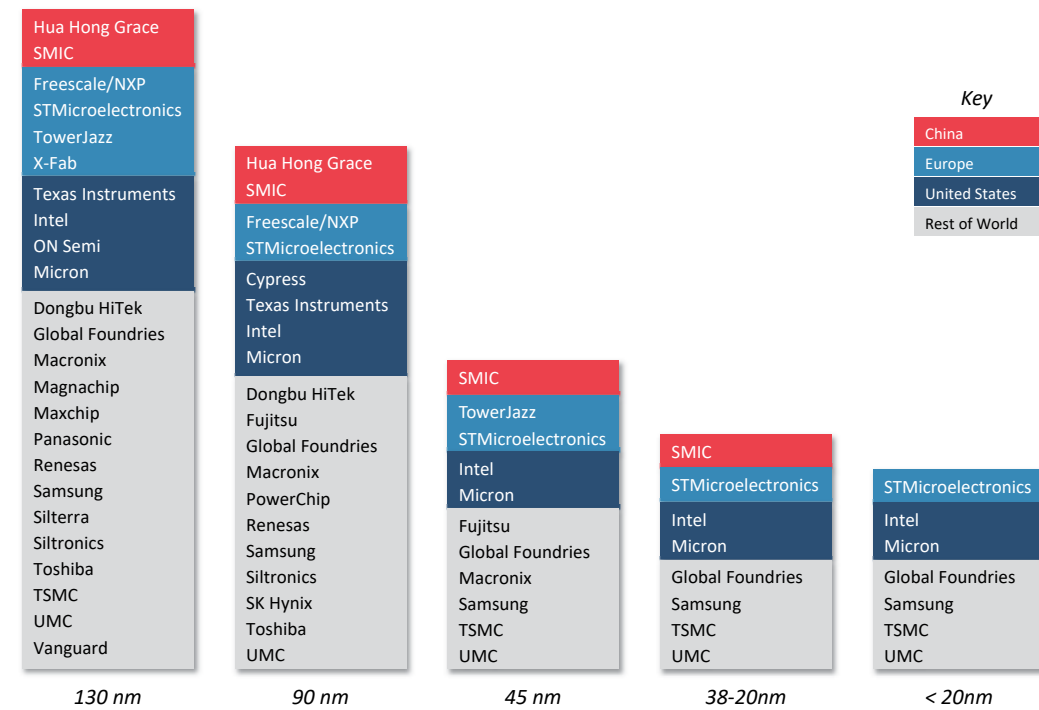 Hua Hong Grace
SMIC
Freescale/NXP
STMicroelectronics
TowerJazz
X-Fab
Texas Instruments
Intel
ON Semi
Micron
Dongbu HiTek
Global Foundries
Macronix
Magnachip
Maxchip
Panasonic
Renesas
Samsung
Silterra
Siltronics
Toshiba
TSMC
UMC
Vanguard
130 nm
Hua Hong Grace
SMIC
Freescale/NXP
STMicroelectronics
Cypress
Texas Instruments
Intel
Micron
Dongbu HiTek
Fujitsu
Global Foundries
Macronix
PowerChip
Renesas
Samsung
Siltronics
SK Hynix
Toshiba
UMC
90 nm
SMIC
TowerJazz
STMicroelectronics
Intel
Micron
Fujitsu
Global Foundries
Macronix
Samsung
TSMC
UMC
45 nm
SMIC
STMicroelectronics
Intel
Micron
Global Foundries
Samsung
TSMC
UMC
38-20nm
Key
China
Europe
United States
Rest of World
STMicroelectronics
Intel
Micron
Global Foundries
Samsung
TSMC
UMC
< 20nm